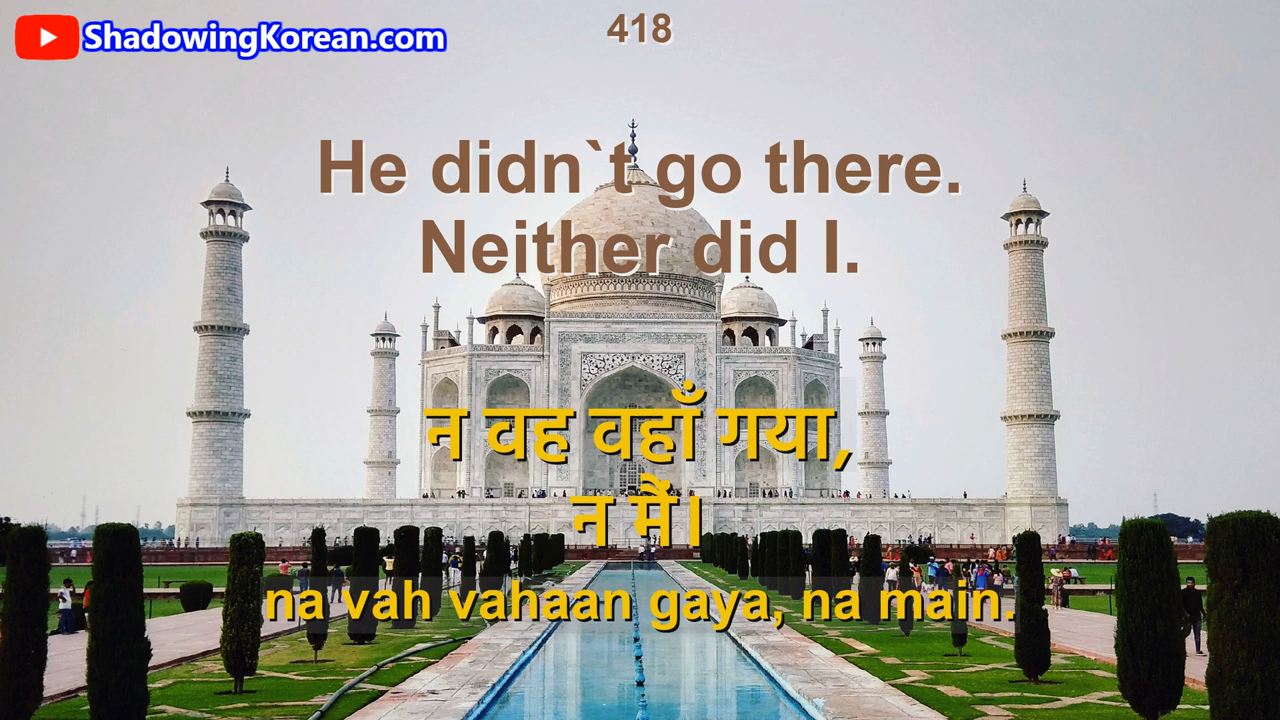 ShadowingKorean.com
418
He didn`t go there.
Neither did I.
न वह वहाँ गया,
न मैं।
na vah vahaan gaya, na main.